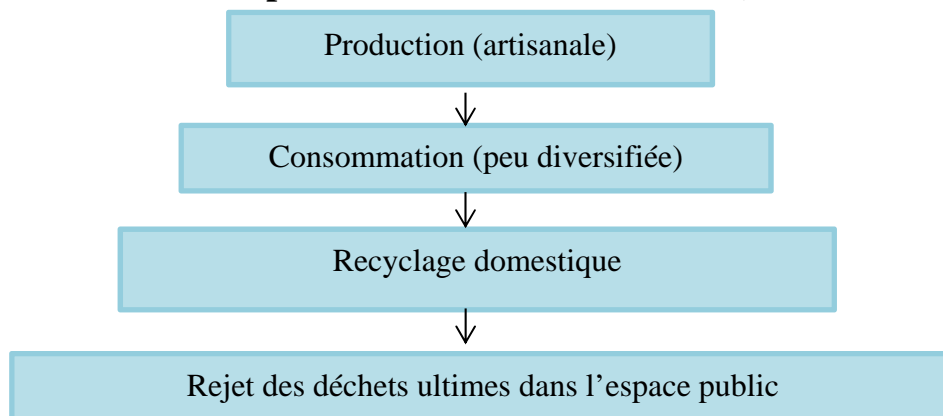 Production (artisanale)
Consommation (peu diversifiée)
Recyclage domestique
Rejet des déchets ultimes dans l’espace public